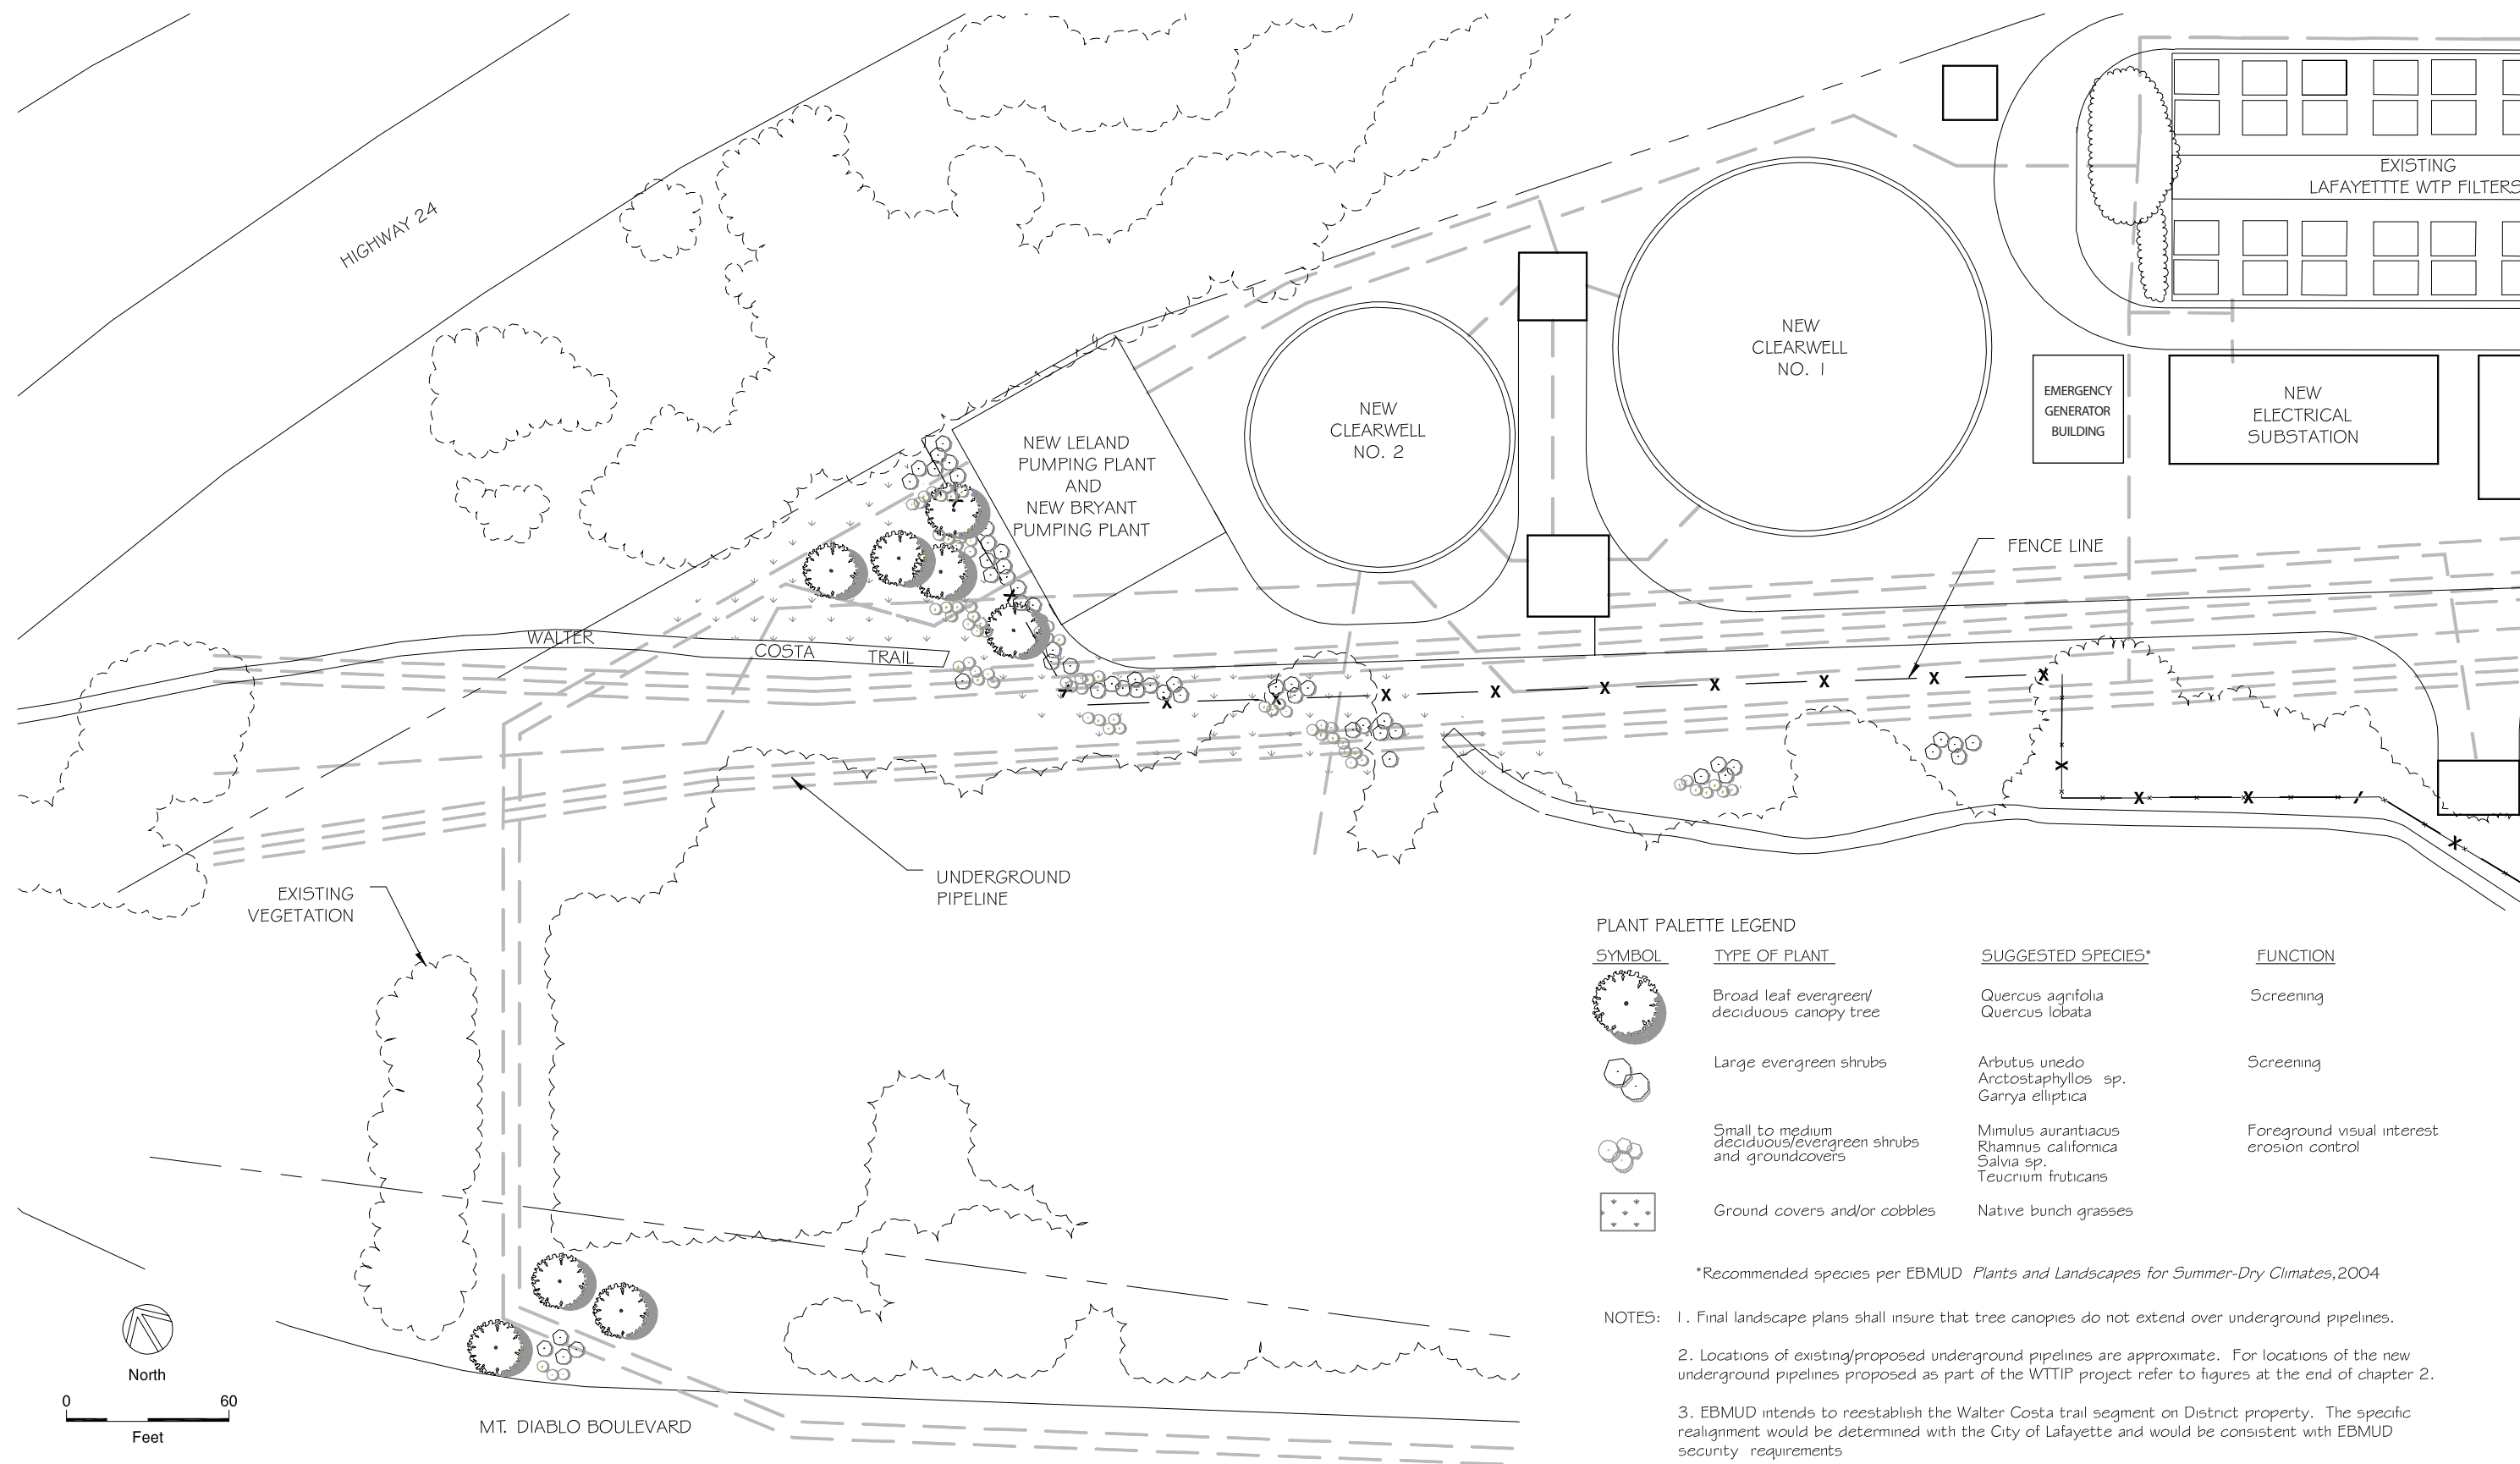 HIGHWAY 24
EXISTING
LAFAYETTTE WTP FILTERS
NEW
CLEARWELL
NO. 1
NEW
CLEARWELL
NO. 2
EMERGENCY
GENERATOR
BUILDING
NEW
ELECTRICAL
SUBSTATION
NEW LELAND
PUMPING PLANT
AND
NEW BRYANT
PUMPING PLANT
FENCE LINE
WALTER
COSTA
TRAIL
UNDERGROUND
PIPELINE
EXISTING
VEGETATION
PLANT PALETTE LEGEND
SYMBOL TYPE OF PLANT SUGGESTED SPECIES* FUNCTION
Broad leaf evergreen/ Quercus agrifolia Screening
deciduous canopy tree Quercus lobata
Large evergreen shrubs Arbutus unedo Screening
Arctostaphyllos sp.
Garrya elliptica
Small to medium Mimulus aurantiacus Foreground visual interest
deciduous/evergreen shrubs Rhamnus californica erosion control
and groundcovers Salvia sp.
Teucrium fruticans
Ground covers and/or cobbles Native bunch grasses
*Recommended species per EBMUD Plants and Landscapes for Summer-Dry Climates,2004
NOTES: 1. Final landscape plans shall insure that tree canopies do not extend over underground pipelines.
2. Locations of existing/proposed underground pipelines are approximate. For locations of the new
underground pipelines proposed as part of the WTTIP project refer to figures at the end of chapter 2.
3. EBMUD intends to reestablish the Walter Costa trail segment on District property. The specific
realignment would be determined with the City of Lafayette and would be consistent with EBMUD
security requirements
North
0 60
Feet
MT. DIABLO BOULEVARD